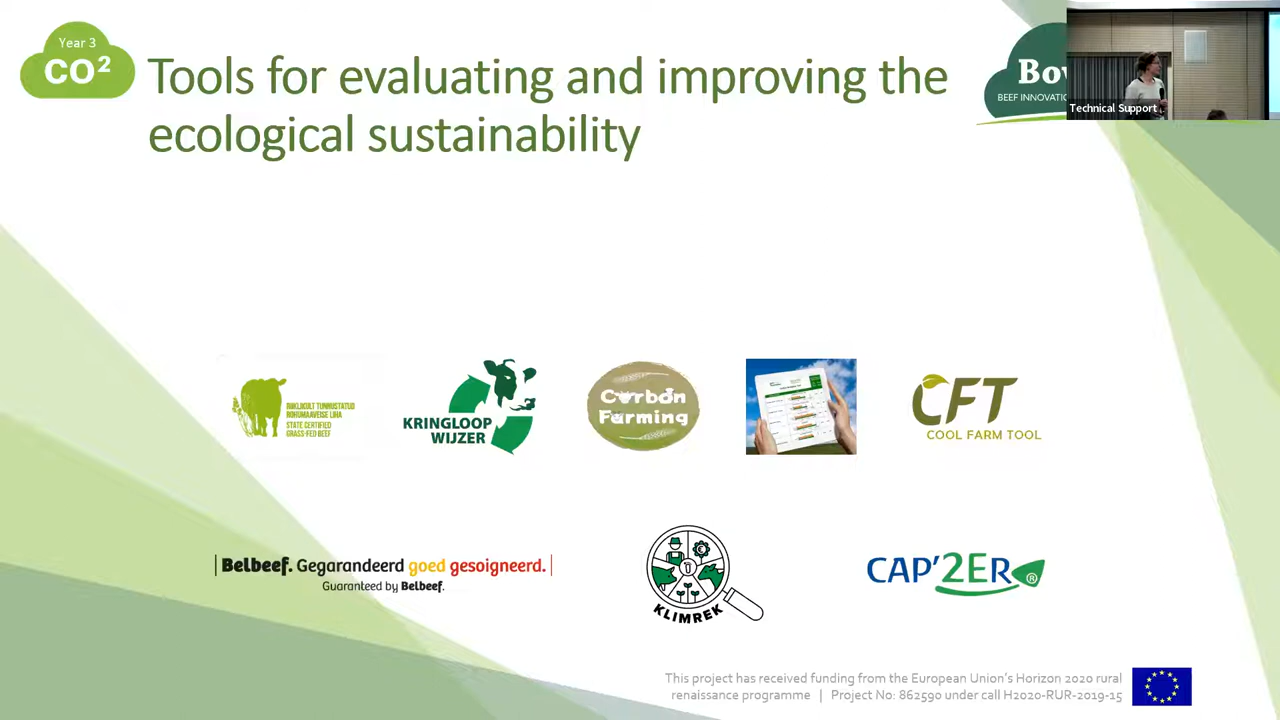 Year 3
CO²
Tools for evaluating and improving the
ecological sustainability
BEEF INNOVATIO
Technical Support
RIIKLIKULT TUNNUSTATUD
ROHUMAAVEISE LIHA
STATE CERTIFIED
GRASS-FED BEEF
KRINGLOOP
WIJZER
Carbon
Farming
CFT
COOL FARM TOOL
Belbeef. Gegarandeerd goed gesoigneerd.
Guaranteed by Belbeef.
KLIMREK
CAP'2ER®
This project has received funding from the European Union's Horizon 2020 rural
renaissance programme | Project No: 862590 under call H2020-RUR-2019-15